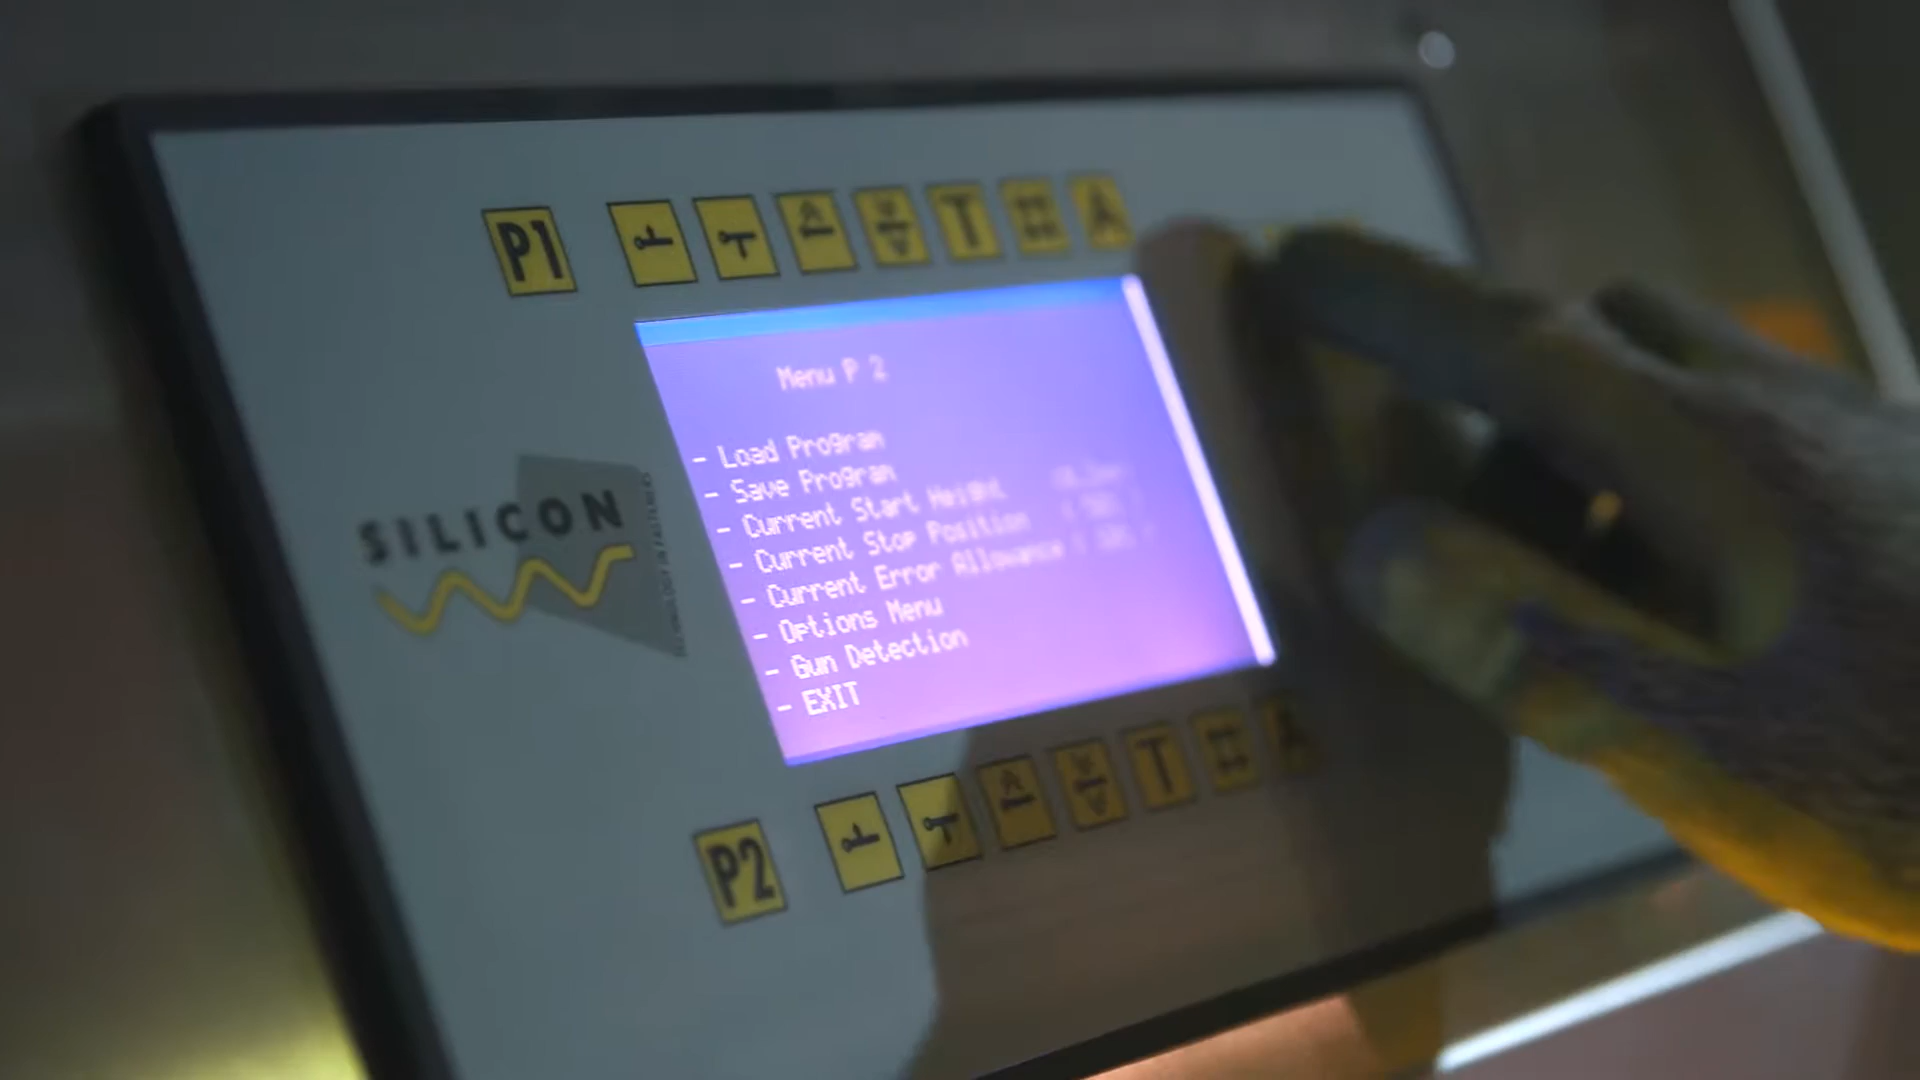 P1
T
A
Menu P 2
- Load Program
- Save Program
- Current Start Height
- Current Stop Position
- Current Error Allowance
- Options Menu
- Gun Detection
- EXIT
SILICON
P2
T
A